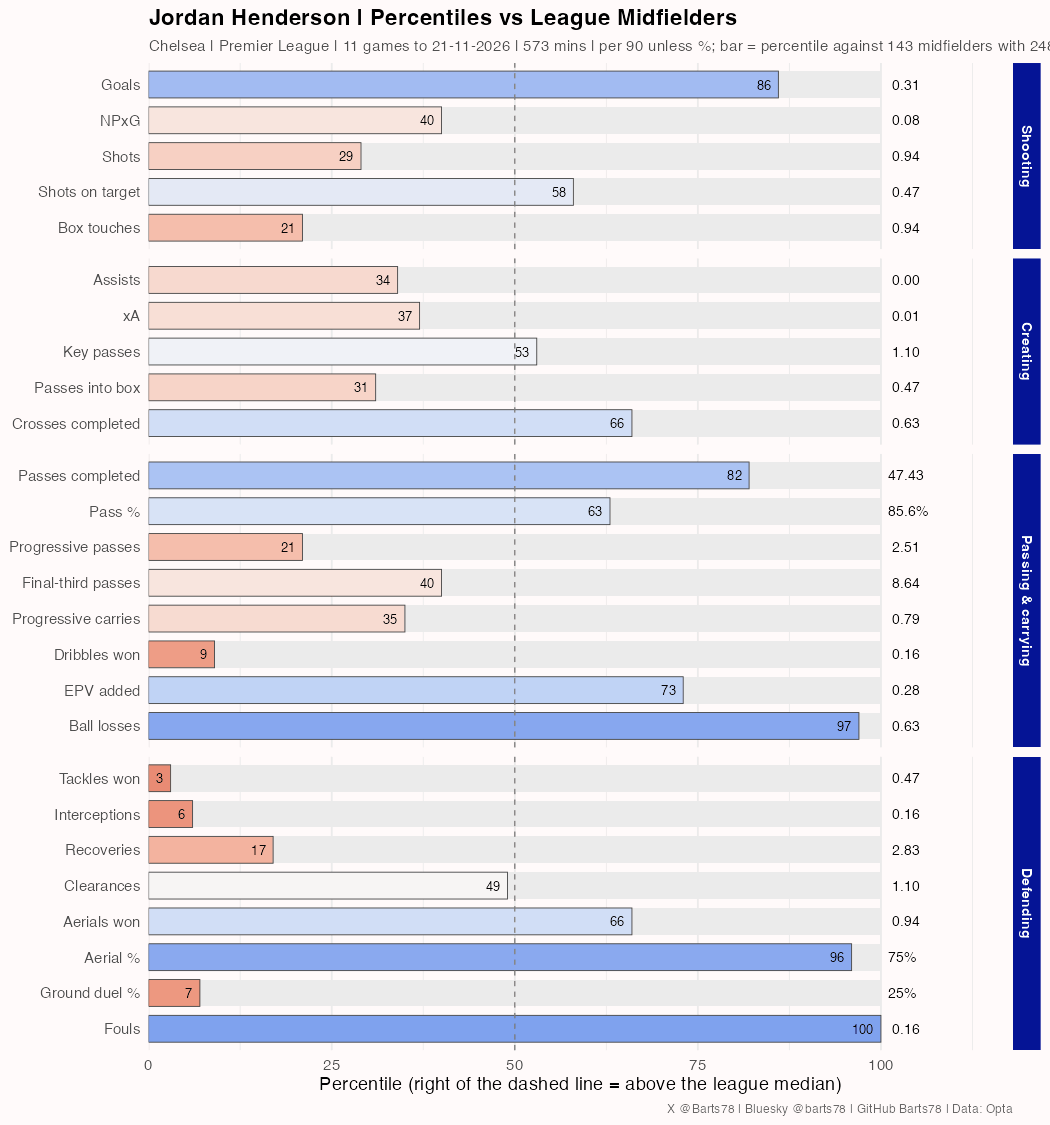 Jordan Henderson | Percentiles vs League Midfielders
Chelsea | Premier League | 11 games to 21-11-2026 | 573 mins | per 90 unless %; bar = percentile against 143 midfielders with 248
Goals 86 0.31
NPxG 40 0.08
Shots 29 0.94
Shots on target 58 0.47
Box touches 21 0.94
Shooting
Assists 34 0.00
xA 37 0.01
Key passes 53 1.10
Passes into box 31 0.47
Crosses completed 66 0.63
Creating
Passes completed 82 47.43
Pass % 63 85.6%
Progressive passes 21 2.51
Final-third passes 40 8.64
Progressive carries 35 0.79
Dribbles won 9 0.16
EPV added 73 0.28
Ball losses 97 0.63
Passing & carrying
Tackles won 3 0.47
Interceptions 6 0.16
Recoveries 17 2.83
Clearances 49 1.10
Aerials won 66 0.94
Aerial % 96 75%
Ground duel % 7 25%
Fouls 100 0.16
Defending
0 25 50 75 100
Percentile (right of the dashed line = above the league median)
X @Barts78 | Bluesky @barts78 | GitHub Barts78 | Data: Opta